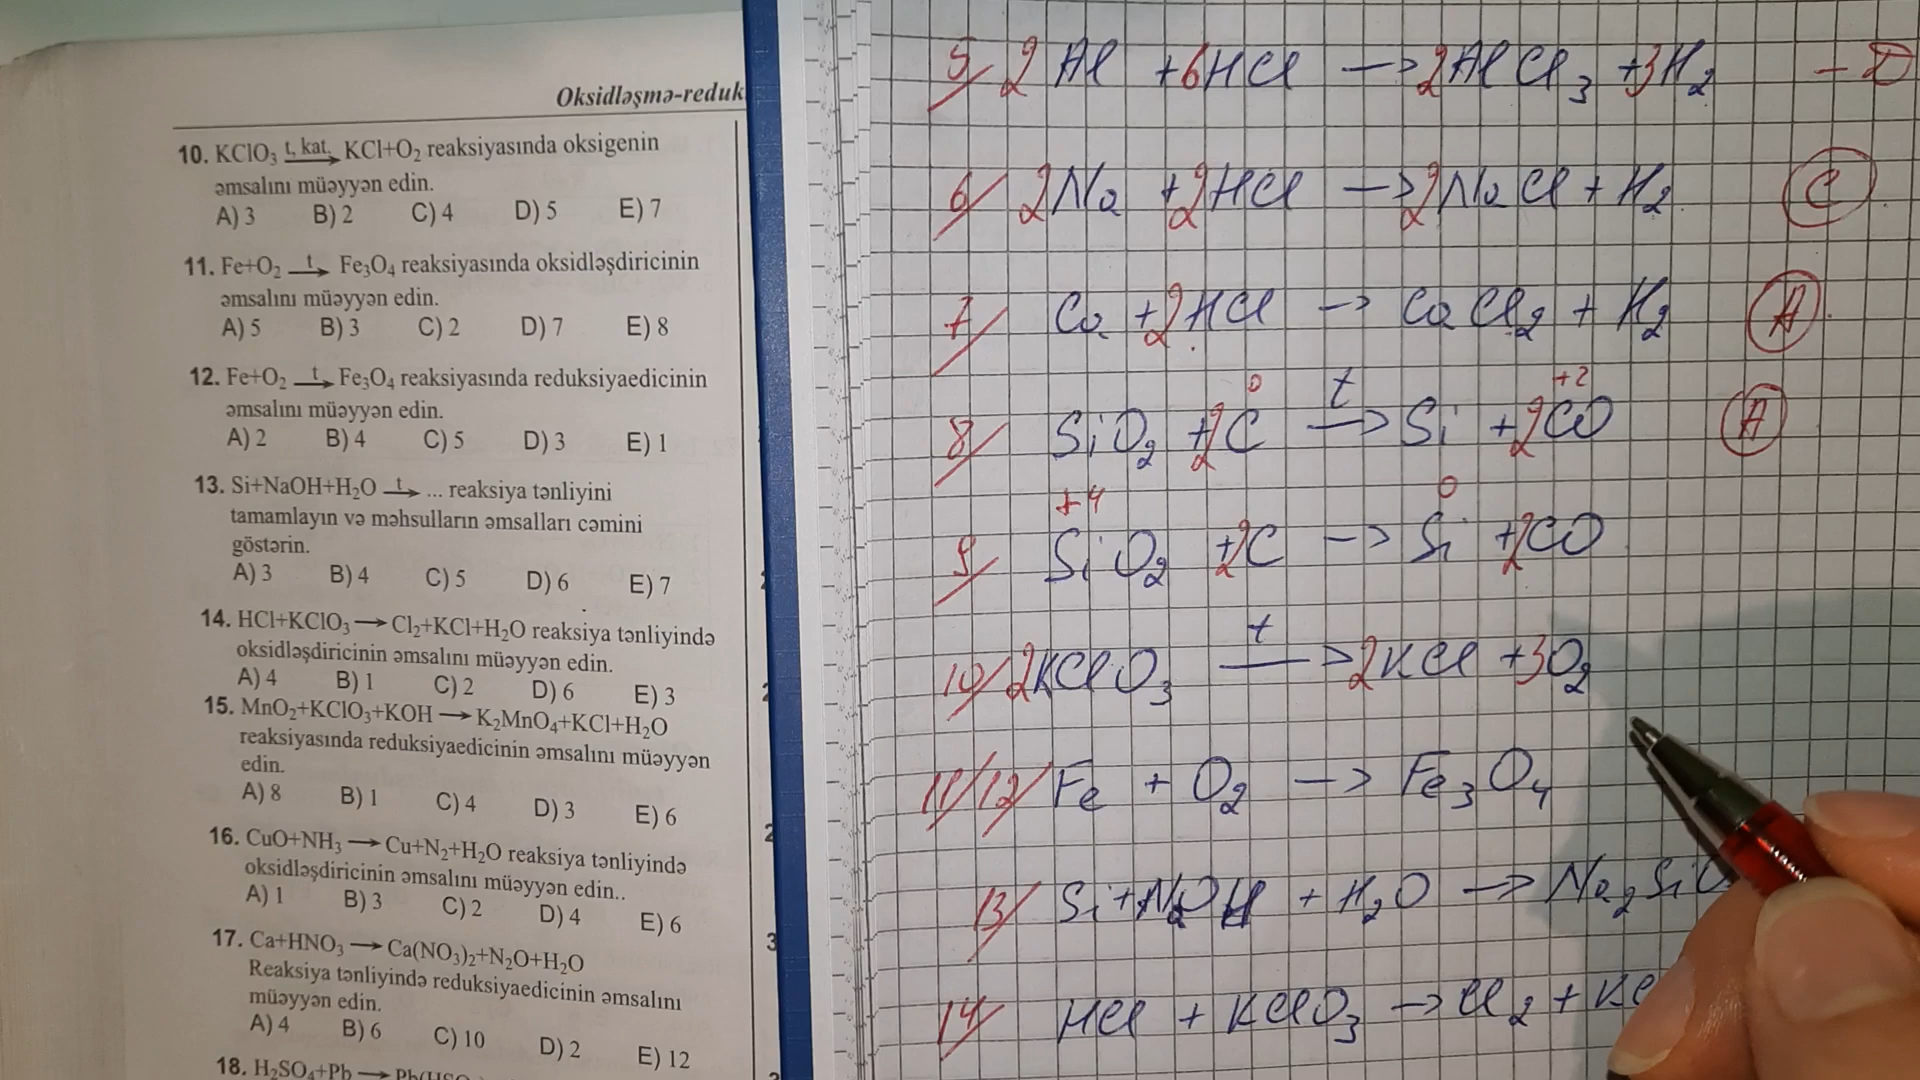 Oksidləşmə-reduk
10. KClO₃ t, kat. → KCl+O₂ reaksiyasında oksigenin
əmsalını müəyyən edin.
A) 3 B) 2 C) 4 D) 5 E) 7
11. Fe+O₂ t → Fe₃O₄ reaksiyasında oksidləşdiricinin
əmsalını müəyyən edin.
A) 5 B) 3 C) 2 D) 7 E) 8
12. Fe+O₂ t → Fe₃O₄ reaksiyasında reduksiyaedicinin
əmsalını müəyyən edin.
A) 2 B) 4 C) 5 D) 3 E) 1
13. Si+NaOH+H₂O t → ... reaksiya tənliyini
tamamlayın və məhsulların əmsalları cəmini
göstərin.
A) 3 B) 4 C) 5 D) 6 E) 7
14. HCl+KClO₃ → Cl₂+KCl+H₂O reaksiya tənliyində
oksidləşdiricinin əmsalını müəyyən edin.
A) 4 B) 1 C) 2 D) 6 E) 3
15. MnO₂+KClO₃+KOH → K₂MnO₄+KCl+H₂O
reaksiyasında reduksiyaedicinin əmsalını müəyyən
edin.
A) 8 B) 1 C) 4 D) 3 E) 6
16. CuO+NH₃ → Cu+N₂+H₂O reaksiya tənliyində
oksidləşdiricinin əmsalını müəyyən edin..
A) 1 B) 3 C) 2 D) 4 E) 6
17. Ca+HNO₃ → Ca(NO₃)₂+N₂O+H₂O
Reaksiya tənliyində reduksiyaedicinin əmsalını
müəyyən edin.
A) 4 B) 6 C) 10 D) 2 E) 12
18. H₂SO₄+Pb →
5/ 2Al + 6HCl → 2AlCl₃ + 3H₂
6/ 2Na + 2HCl → 2NaCl + H₂ C
7/ Ca + 2HCl → CaCl₂ + H₂ A
0 t +2
8/ SiO₂ + 2C → Si + 2CO A
+4 0
9/ SiO₂ + 2C → Si + 2CO
t
10/ 2KClO₃ → 2KCl + 3O₂
11/12/ Fe + O₂ → Fe₃O₄
13/ Si + NaOH + H₂O → Na₂Si
14/ HCl + KClO₃ → Cl₂ +